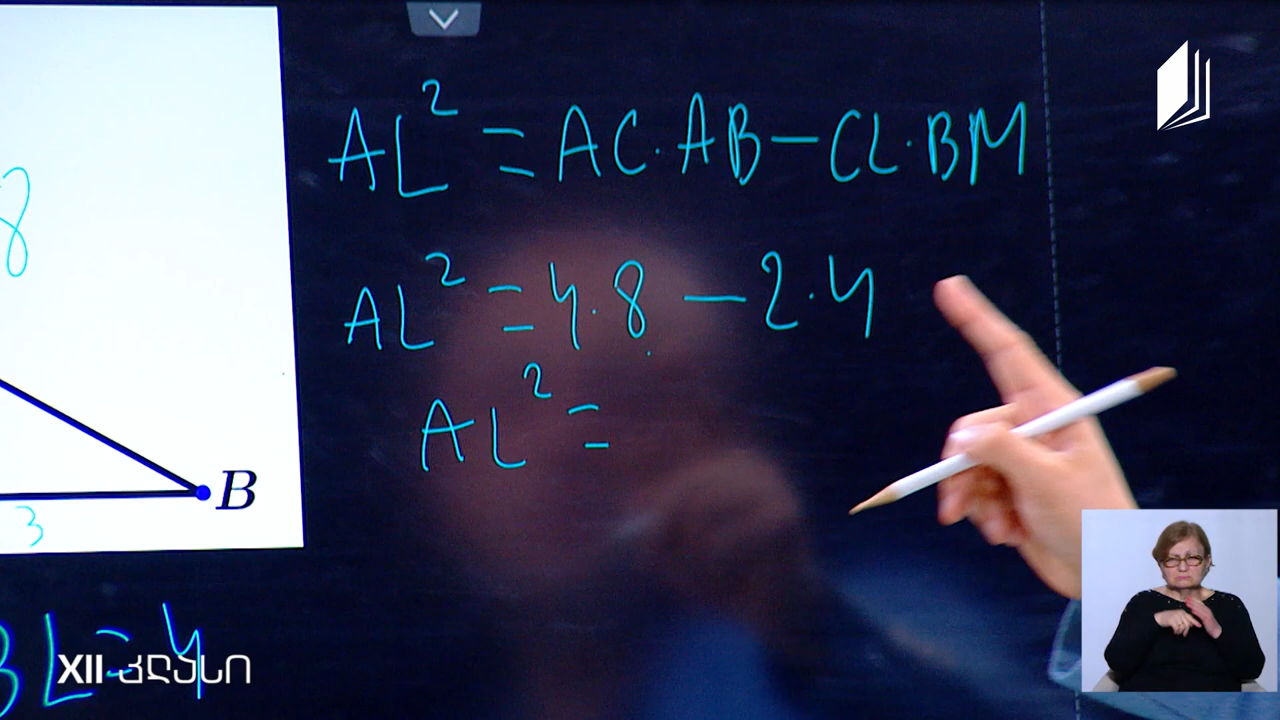 AL² = AC · AB — CL · BM
8
AL² = 4 · 8 — 2 · 4
AL² =
B
3
BL = 4
XII კლასი